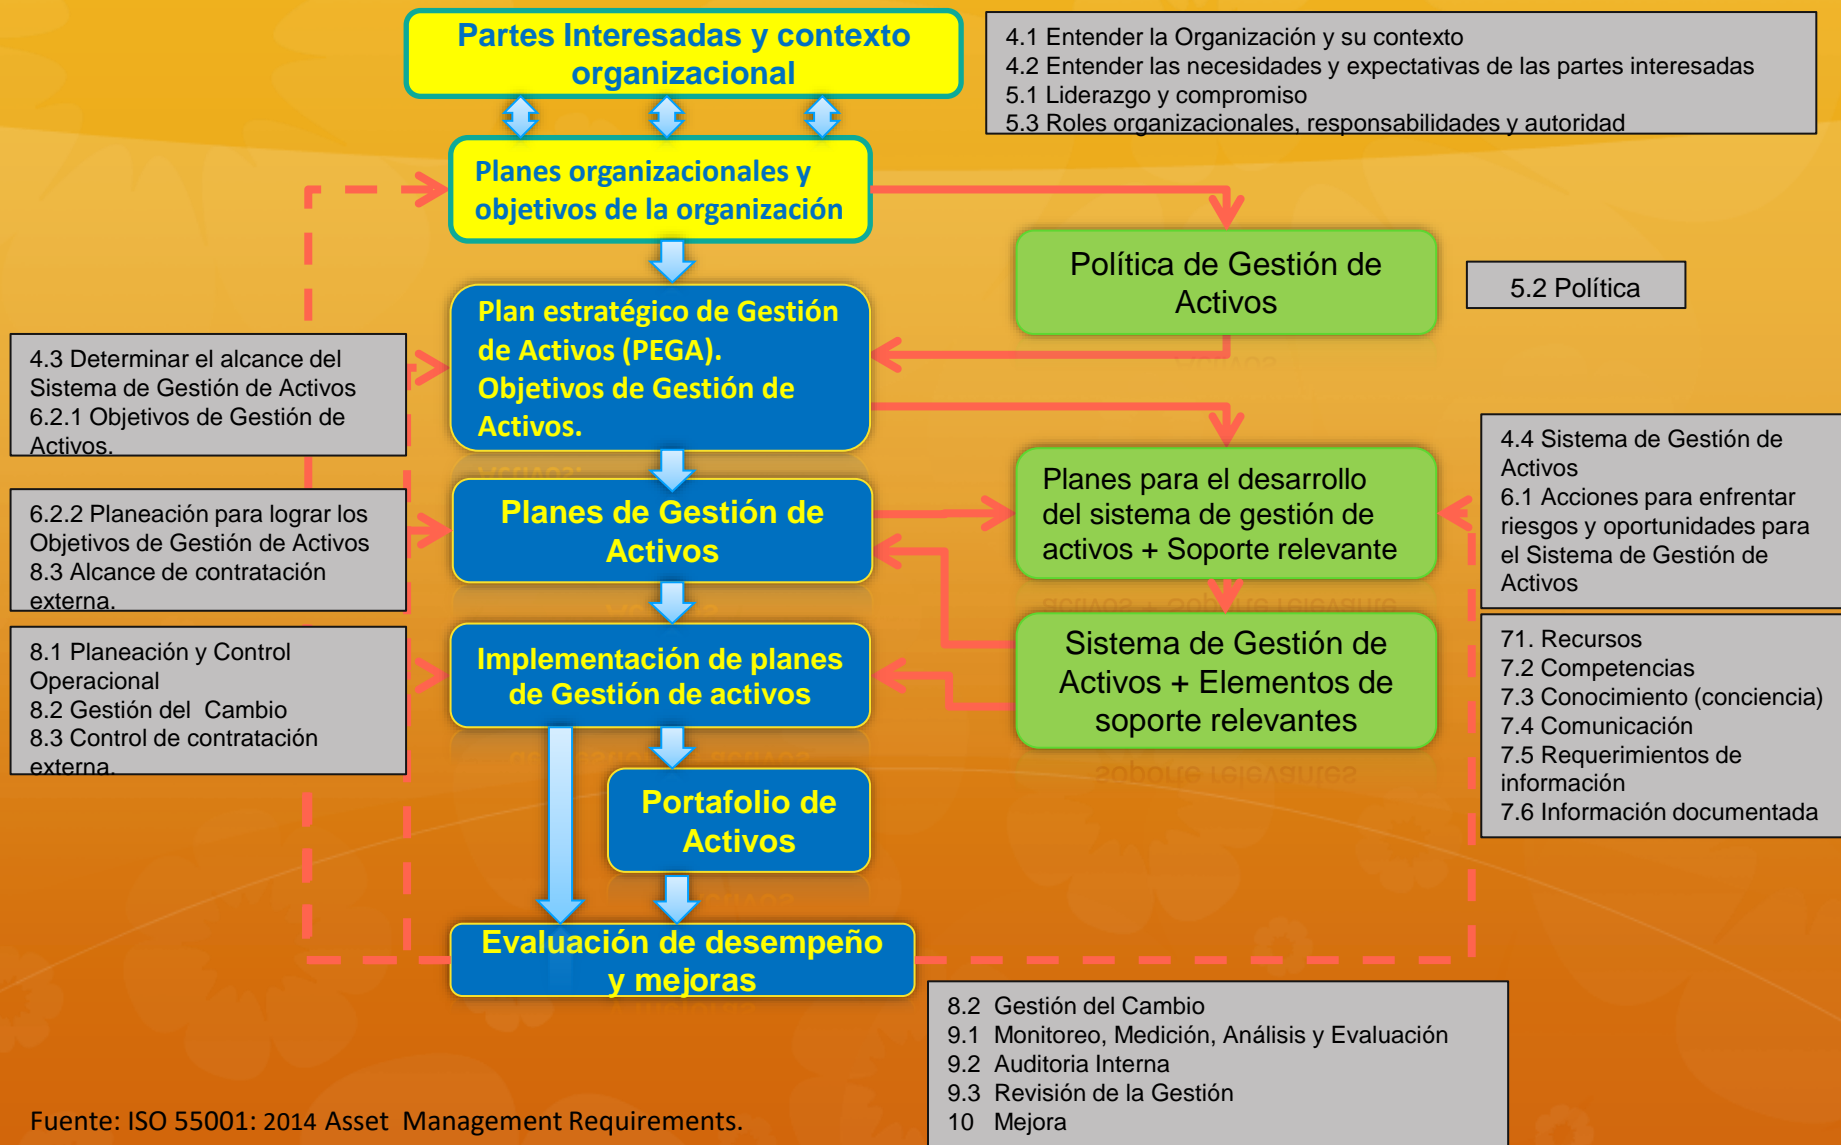 Partes Interesadas y contexto
organizacional
4.1 Entender la Organización y su contexto
4.2 Entender las necesidades y expectativas de las partes interesadas
5.1 Liderazgo y compromiso
5.3 Roles organizacionales, responsabilidades y autoridad
Planes organizacionales y
objetivos de la organización
Política de Gestión de
Activos
5.2 Política
Plan estratégico de Gestión
de Activos (PEGA).
Objetivos de Gestión de
Activos.
4.3 Determinar el alcance del
Sistema de Gestión de Activos
6.2.1 Objetivos de Gestión de
Activos.
Planes para el desarrollo
del sistema de gestión de
activos + Soporte relevante
4.4 Sistema de Gestión de
Activos
6.1 Acciones para enfrentar
riesgos y oportunidades para
el Sistema de Gestión de
Activos
6.2.2 Planeación para lograr los
Objetivos de Gestión de Activos
8.3 Alcance de contratación
externa.
Planes de Gestión de
Activos
8.1 Planeación y Control
Operacional
8.2 Gestión del  Cambio
8.3 Control de contratación
externa.
Implementación de planes
de Gestión de activos
Sistema de Gestión de
Activos + Elementos de
soporte relevantes
71. Recursos
7.2 Competencias
7.3 Conocimiento (conciencia)
7.4 Comunicación
7.5 Requerimientos de
información
7.6 Información documentada
Portafolio de
Activos
Evaluación de desempeño
y mejoras
8.2  Gestión del Cambio
9.1  Monitoreo, Medición, Análisis y Evaluación
9.2  Auditoria Interna
9.3  Revisión de la Gestión
10   Mejora
Fuente: ISO 55001: 2014 Asset  Management Requirements.